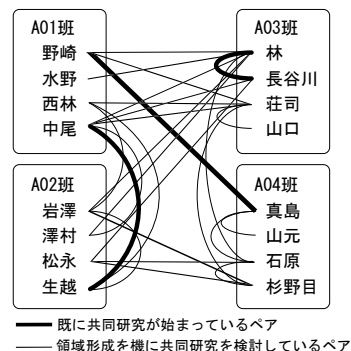 A01班
野崎
水野
西林
中尾
A02班
岩澤
澤村
松永
生越
A03班
林
長谷川
荘司
山口
A04班
真島
山元
石原
杉野目
既に共同研究が始まっているペア
領域形成を機に共同研究を検討しているペア